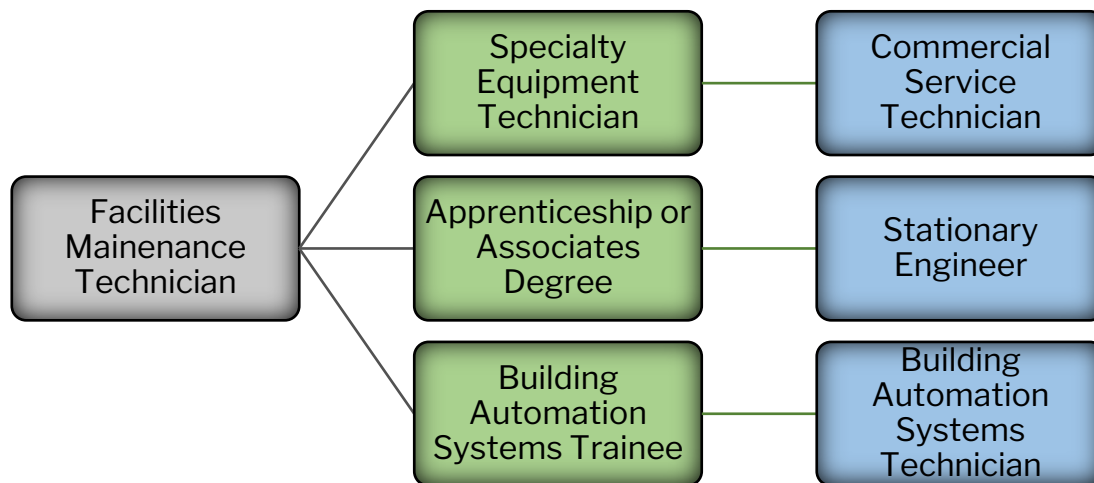 Specialty
Equipment
Technician
Commercial
Service
Technician
Facilities
Mainenance
Technician
Apprenticeship or
Associates
Degree
Stationary
Engineer
Building
Automation
Systems Trainee
Building
Automation
Systems
Technician